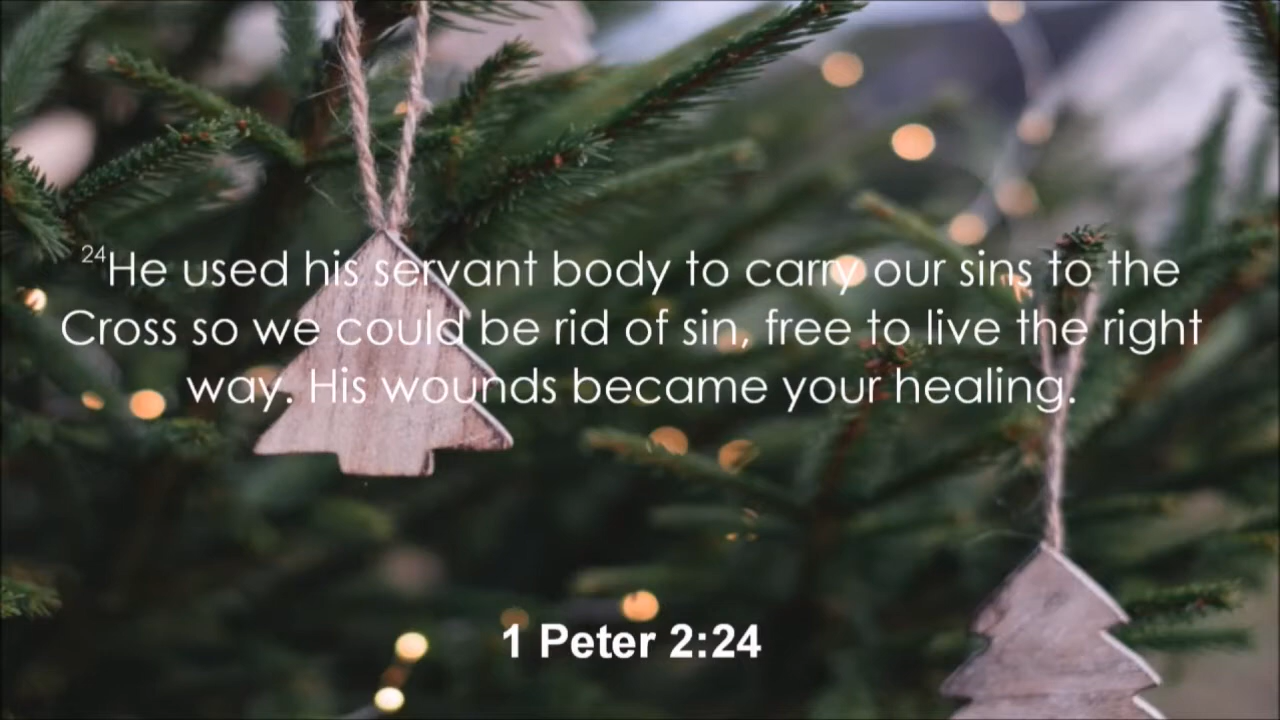 24He used his servant body to carry our sins to the
Cross so we could be rid of sin, free to live the right
way. His wounds became your healing.
1 Peter 2:24